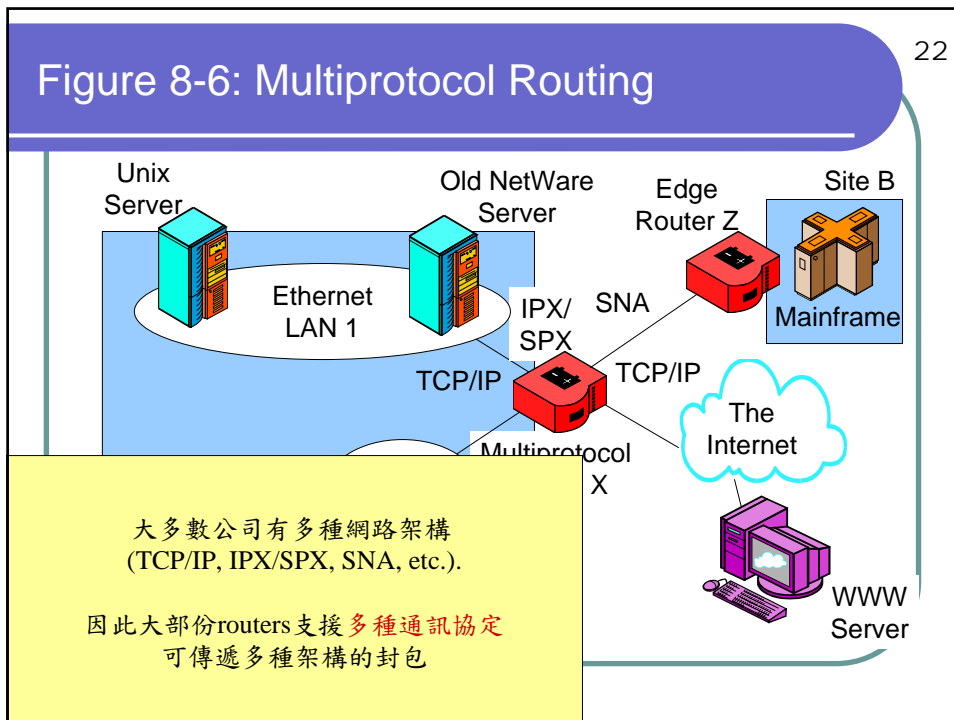 22
Figure 8-6: Multiprotocol Routing
Unix
Server
Old NetWare
Server
Edge
Router Z
Site B
Ethernet
LAN 1
IPX/
SPX
SNA
Mainframe
TCP/IP
TCP/IP
The
Internet
Multiprotocol
X
大多數公司有多種網路架構
(TCP/IP, IPX/SPX, SNA, etc.).
因此大部份routers支援多種通訊協定
可傳遞多種架構的封包
WWW
Server